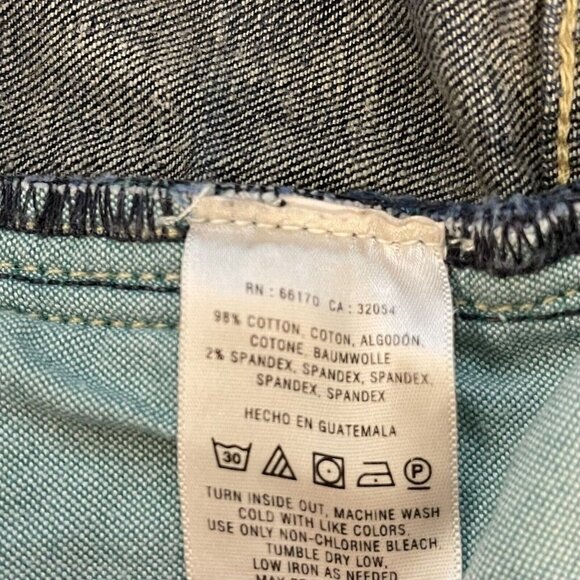 RN : 66170 CA : 32054
98% COTTON, COTON, ALGODÓN,
COTONE, BAUMWOLLE
2% SPANDEX, SPANDEX, SPANDEX,
SPANDEX, SPANDEX
HECHO EN GUATEMALA
30 P
TURN INSIDE OUT, MACHINE WASH
COLD WITH LIKE COLORS,
USE ONLY NON-CHLORINE BLEACH,
TUMBLE DRY LOW,
LOW IRON AS NEEDED
MAY